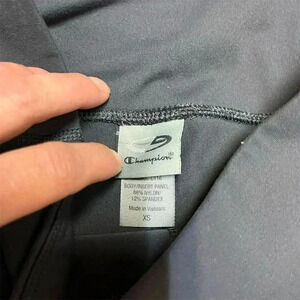 Champion
BODY/INSERT PANEL
88% NYLON/
12% SPANDEX
Made in Vietnam
XS